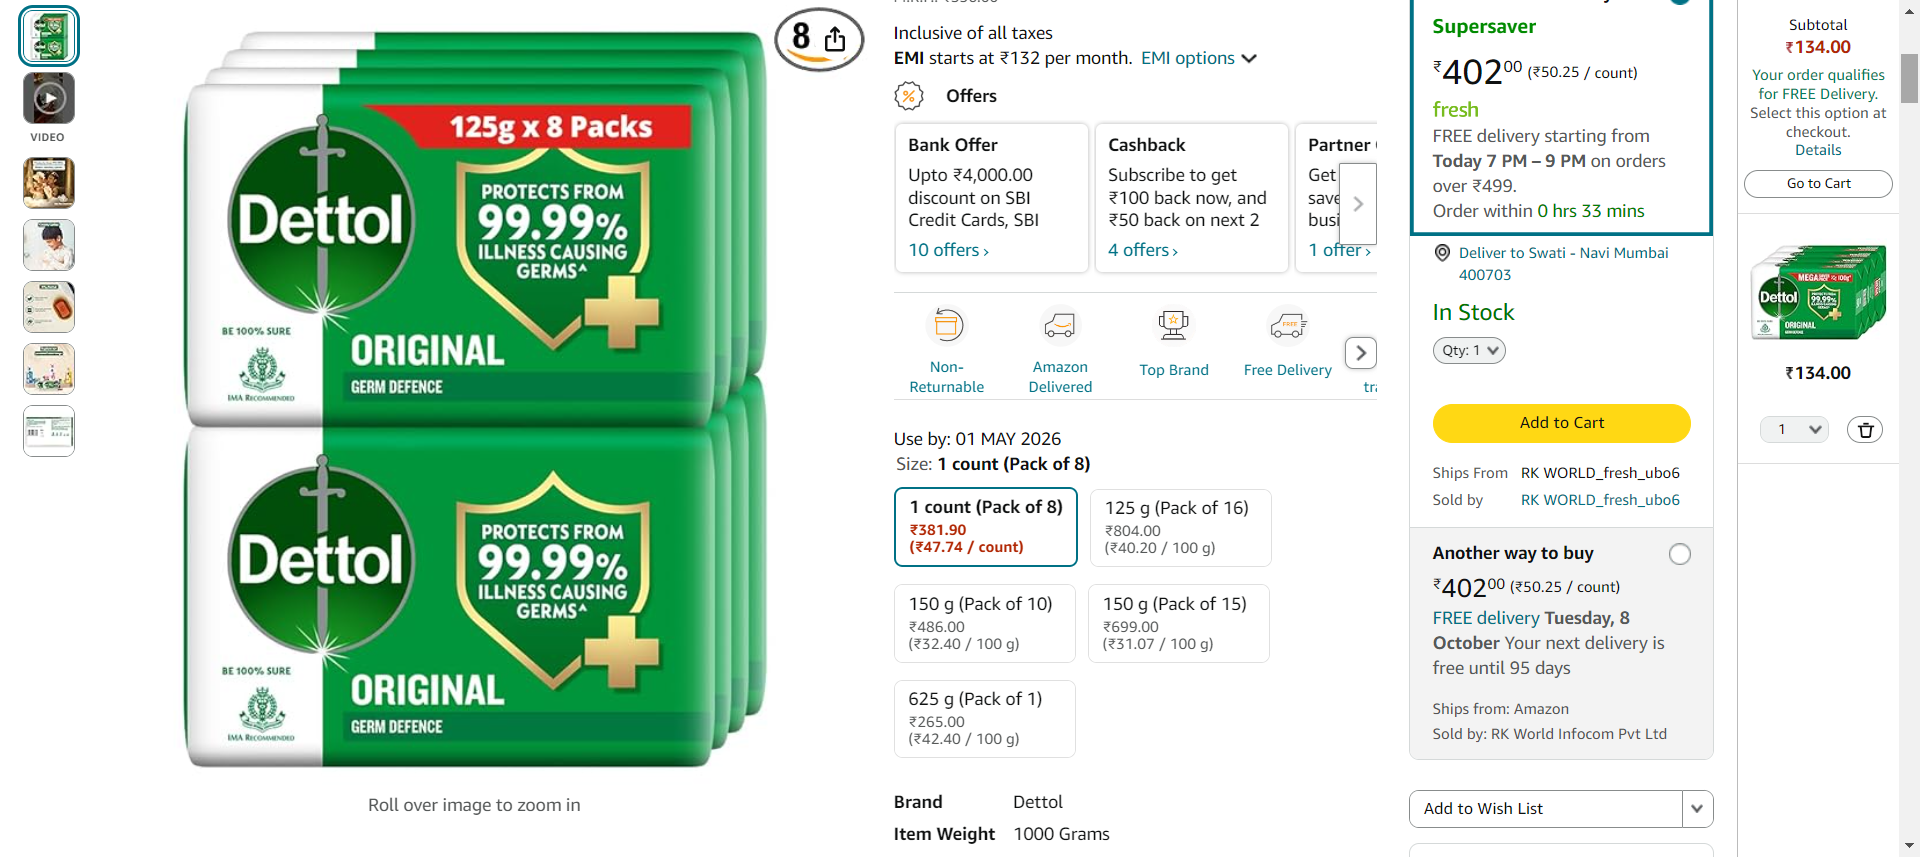 VIDEO
8
125g x 8 Packs
Dettol
PROTECTS FROM
99.99%
ILLNESS CAUSING
GERMS^
BE 100% SURE
IMA RECOMMENDED
ORIGINAL
GERM DEFENCE
Dettol
PROTECTS FROM
99.99%
ILLNESS CAUSING
GERMS^
BE 100% SURE
IMA RECOMMENDED
ORIGINAL
GERM DEFENCE
Roll over image to zoom in
Inclusive of all taxes
EMI starts at ₹132 per month. EMI options
Offers
Bank Offer
Upto ₹4,000.00
discount on SBI
Credit Cards, SBI
10 offers ›
Cashback
Subscribe to get
₹100 back now, and
₹50 back on next 2
4 offers ›
Partner
Get
save
busi
1 offer ›
Non-
Returnable
Amazon
Delivered
Top Brand
FREE
Free Delivery
Use by: 01 MAY 2026
Size: 1 count (Pack of 8)
1 count (Pack of 8)
₹381.90
(₹47.74 / count)
125 g (Pack of 16)
₹804.00
(₹40.20 / 100 g)
150 g (Pack of 10)
₹486.00
(₹32.40 / 100 g)
150 g (Pack of 15)
₹699.00
(₹31.07 / 100 g)
625 g (Pack of 1)
₹265.00
(₹42.40 / 100 g)
Brand Dettol
Item Weight 1000 Grams
Supersaver
₹402⁰⁰ (₹50.25 / count)
fresh
FREE delivery starting from
Today 7 PM – 9 PM on orders
over ₹499.
Order within 0 hrs 33 mins
Deliver to Swati - Navi Mumbai
400703
In Stock
Qty: 1
Add to Cart
Ships From RK WORLD_fresh_ubo6
Sold by RK WORLD_fresh_ubo6
Another way to buy
₹402⁰⁰ (₹50.25 / count)
FREE delivery Tuesday, 8
October Your next delivery is
free until 95 days
Ships from: Amazon
Sold by: RK World Infocom Pvt Ltd
Add to Wish List
Subtotal
₹134.00
Your order qualifies
for FREE Delivery.
Select this option at
checkout.
Details
Go to Cart
Dettol
99.99%
ORIGINAL
₹134.00
1